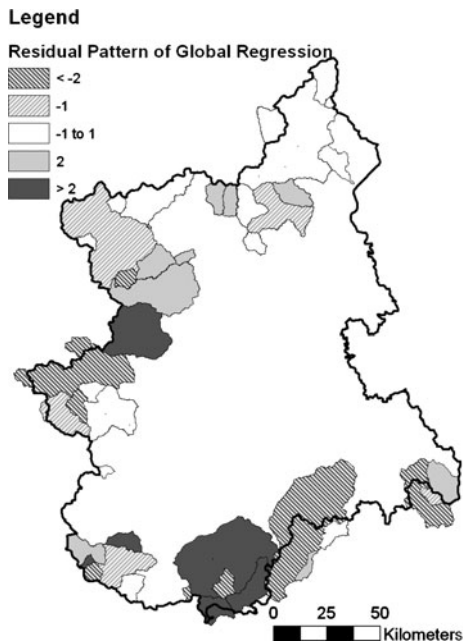 Legend
Residual Pattern of Global Regression
< -2
-1
-1 to 1
2
> 2
0 25 50
Kilometers